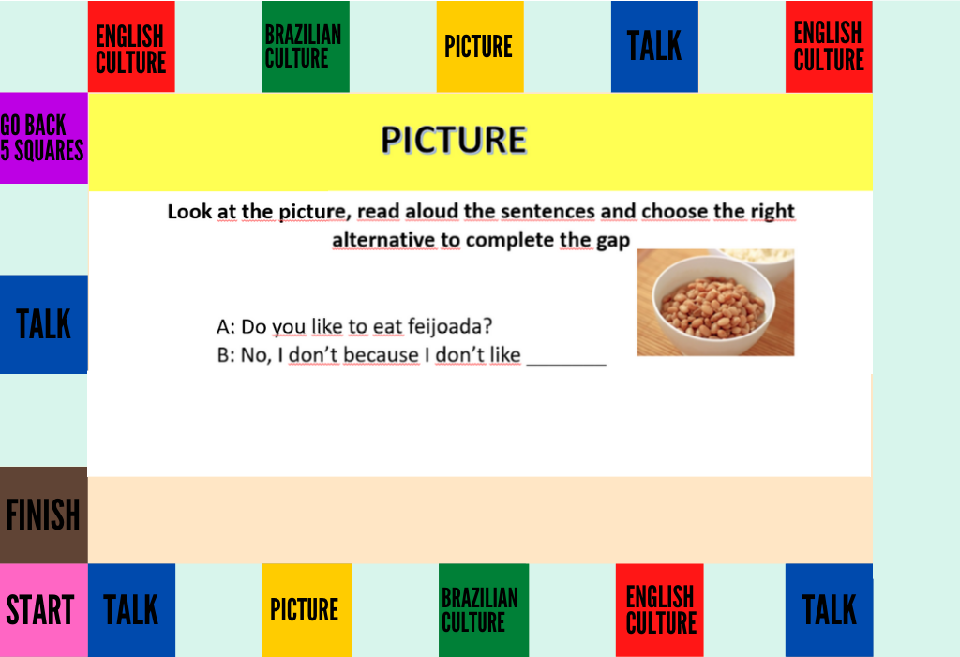 ENGLISH
CULTURE
BRAZILIAN
CULTURE
PICTURE
TALK
ENGLISH
CULTURE
GO BACK
5 SQUARES
PICTURE
Look at the picture, read aloud the sentences and choose the right
alternative to complete the gap
A: Do you like to eat feijoada?
B: No, I don't because I don't like ________
TALK
FINISH
START
TALK
PICTURE
BRAZILIAN
CULTURE
ENGLISH
CULTURE
TALK